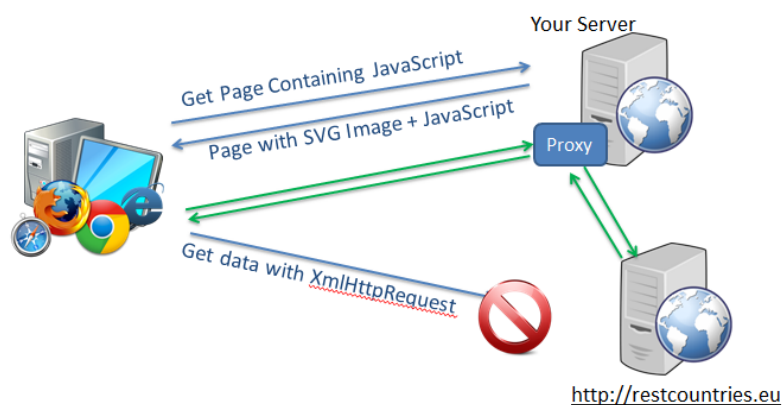 Your Server
Get Page Containing JavaScript
Page with SVG Image + JavaScript
Proxy
Get data with XmlHttpRequest
http://restcountries.eu